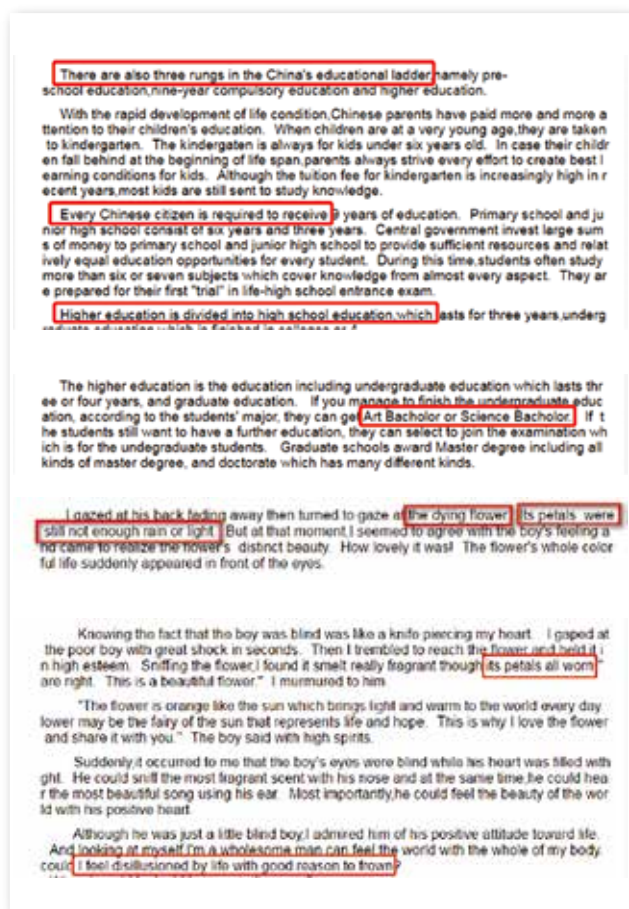 There are also three rungs in the China's educational ladder,namely pre-
school education,nine-year compulsory education and higher education.
With the rapid development of life condition,Chinese parents have paid more and more a
ttention to their children's education. When children are at a very young age,they are taken
to kindergarten. The kindergaten is always for kids under six years old. In case their childr
en fall behind at the beginning of life span,parents always strive every effort to create best l
earning conditions for kids. Although the tuition fee for kindergarten is increasingly high in r
ecent years,most kids are still sent to study knowledge.
Every Chinese citizen is required to receive 9 years of education. Primary school and ju
nior high school consist of six years and three years. Central government invest large sum
s of money to primary school and junior high school to provide sufficient resources and relat
ively equal education opportunities for every student. During this time,students often study
more than six or seven subjects which cover knowledge from almost every aspect. They ar
e prepared for their first "trial" in life-high school entrance exam.
Higher education is divided into high school education,which lasts for three years,underg
The higher education is the education including undergraduate education which lasts thr
ee or four years, and graduate education. If you manage to finish the undergraduate educ
ation, according to the students' major, they can get Art Bacholor or Science Bacholor. If t
he students still want to have a further education, they can select to join the examination wh
ich is for the undegraduate students. Graduate schools award Master degree including all
kinds of master degree, and doctorate which has many different kinds.
I gazed at his back fading away then turned to gaze at the dying flower. Its petals were
still not enough rain or light. But at that moment,I seemed to agree with the boy's feeling a
nd came to realize the flower's distinct beauty. How lovely it was! The flower's whole color
ful life suddenly appeared in front of the eyes.
Knowing the fact that the boy was blind was like a knife piercing my heart. I gaped at
the poor boy with great shock in seconds. Then I trembled to reach the flower and held it i
n high esteem. Sniffing the flower,I found it smelt really fragrant though its petals all worn. "
are right. This is a beautiful flower." I murmured to him.
"The flower is orange like the sun which brings light and warm to the world every day.
lower may be the fairy of the sun that represents life and hope. This is why I love the flower
and share it with you." The boy said with high spirits.
Suddenly,it occurred to me that the boy's eyes were blind while his heart was filled with
ght. He could sniff the most fragrant scent with his nose and at the same time,he could hea
r the most beautiful song using his ear. Most importantly,he could feel the beauty of the wor
ld with his positive heart.
Although he was just a little blind boy,I admired him of his positive attitude toward life.
And looking at myself,I'm a wholesome man can feel the world with the whole of my body.
could I feel disillusioned by life with good reason to frown?